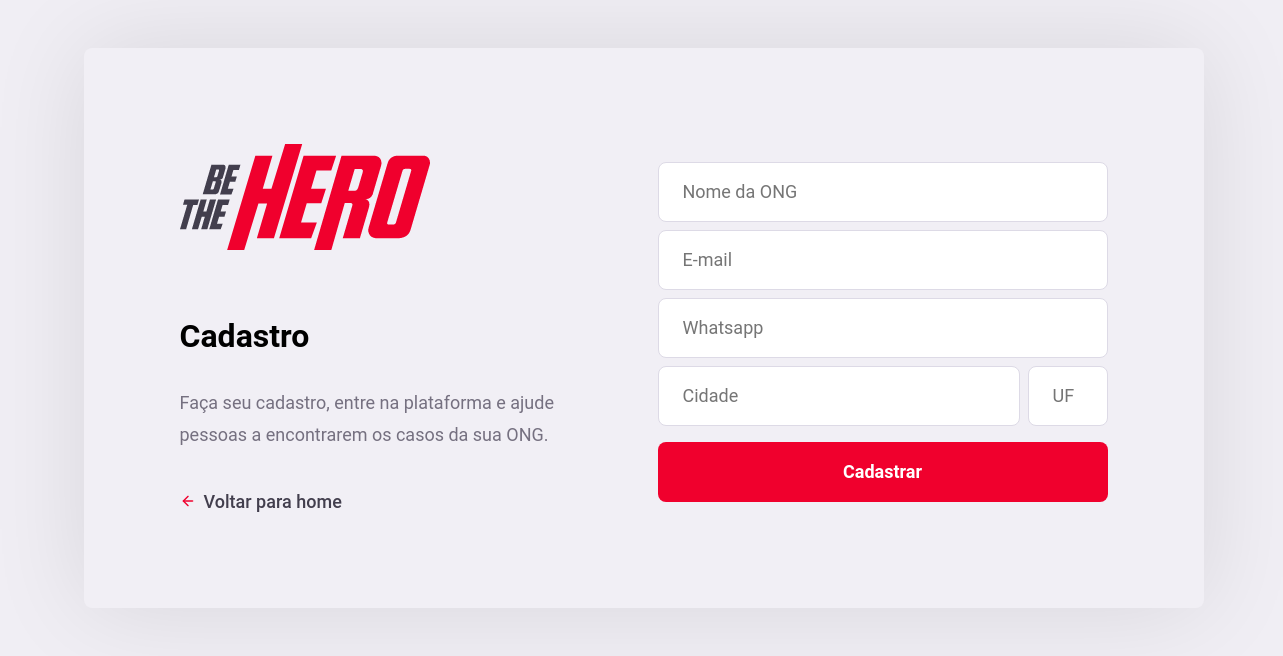 BE
THE
HERO
Cadastro
Faça seu cadastro, entre na plataforma e ajude
pessoas a encontrarem os casos da sua ONG.
Voltar para home
Nome da ONG
E-mail
Whatsapp
Cidade
UF
Cadastrar